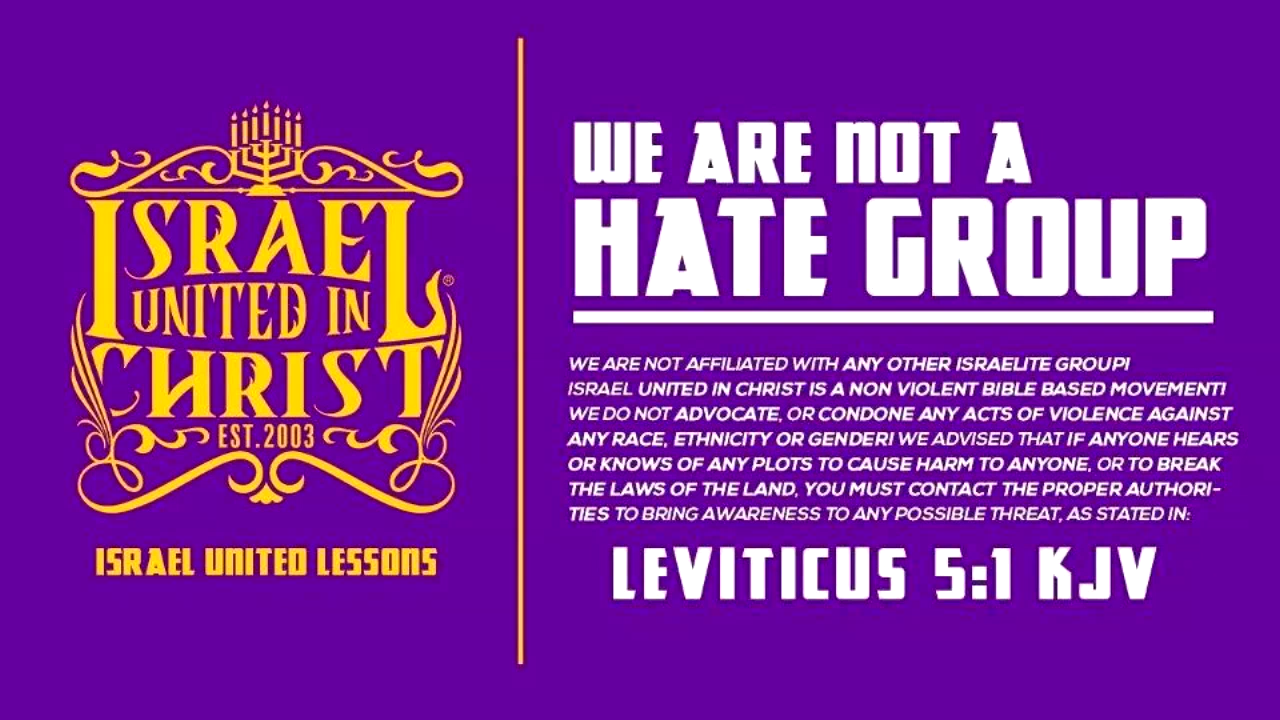 ISRAEL
UNITED IN
CHRIST
EST.2003
®
ISRAEL UNITED LESSONS
WE ARE NOT A
HATE GROUP
WE ARE NOT AFFILIATED WITH ANY OTHER ISRAELITE GROUP!
ISRAEL UNITED IN CHRIST IS A NON VIOLENT BIBLE BASED MOVEMENT!
WE DO NOT ADVOCATE, OR CONDONE ANY ACTS OF VIOLENCE AGAINST
ANY RACE, ETHNICITY OR GENDER! WE ADVISED THAT IF ANYONE HEARS
OR KNOWS OF ANY PLOTS TO CAUSE HARM TO ANYONE, OR TO BREAK
THE LAWS OF THE LAND, YOU MUST CONTACT THE PROPER AUTHORI-
TIES TO BRING AWARENESS TO ANY POSSIBLE THREAT, AS STATED IN:
LEVITICUS 5:1 KJV